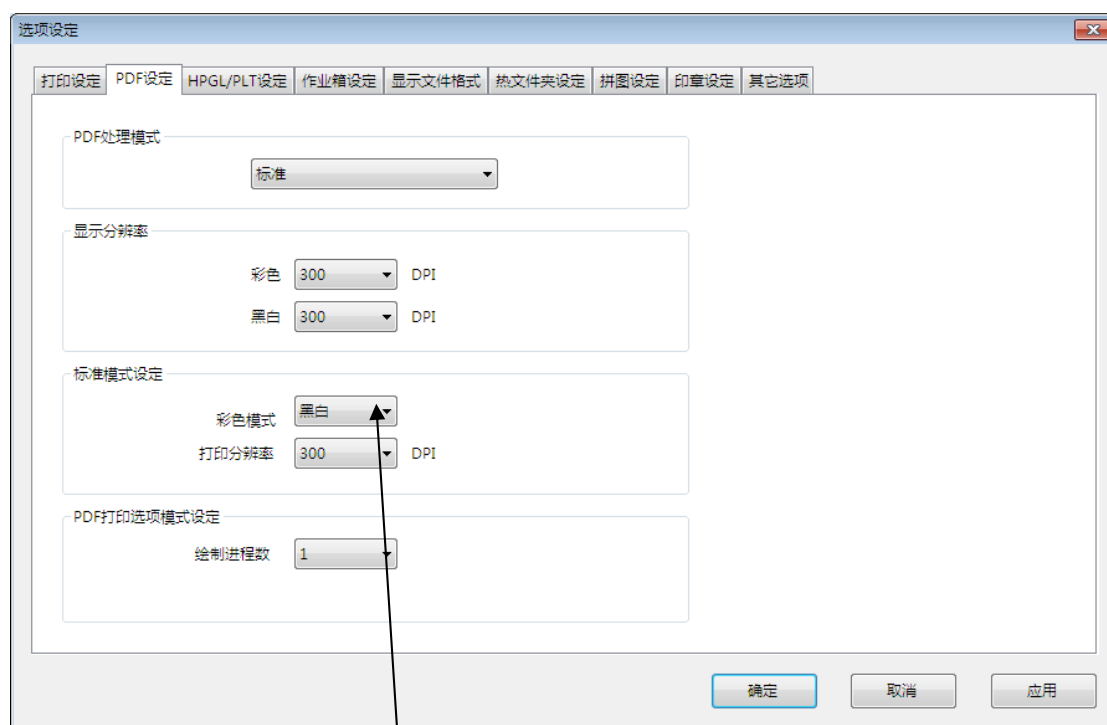 选项设定
打印设定 PDF设定 HPGL/PLT设定 作业箱设定 显示文件格式 热文件夹设定 拼图设定 印章设定 其它选项
PDF处理模式
标准
显示分辨率
彩色 300 DPI
黑白 300 DPI
标准模式设定
彩色模式 黑白
打印分辨率 300 DPI
PDF打印选项模式设定
绘制进程数 1
确定 取消 应用